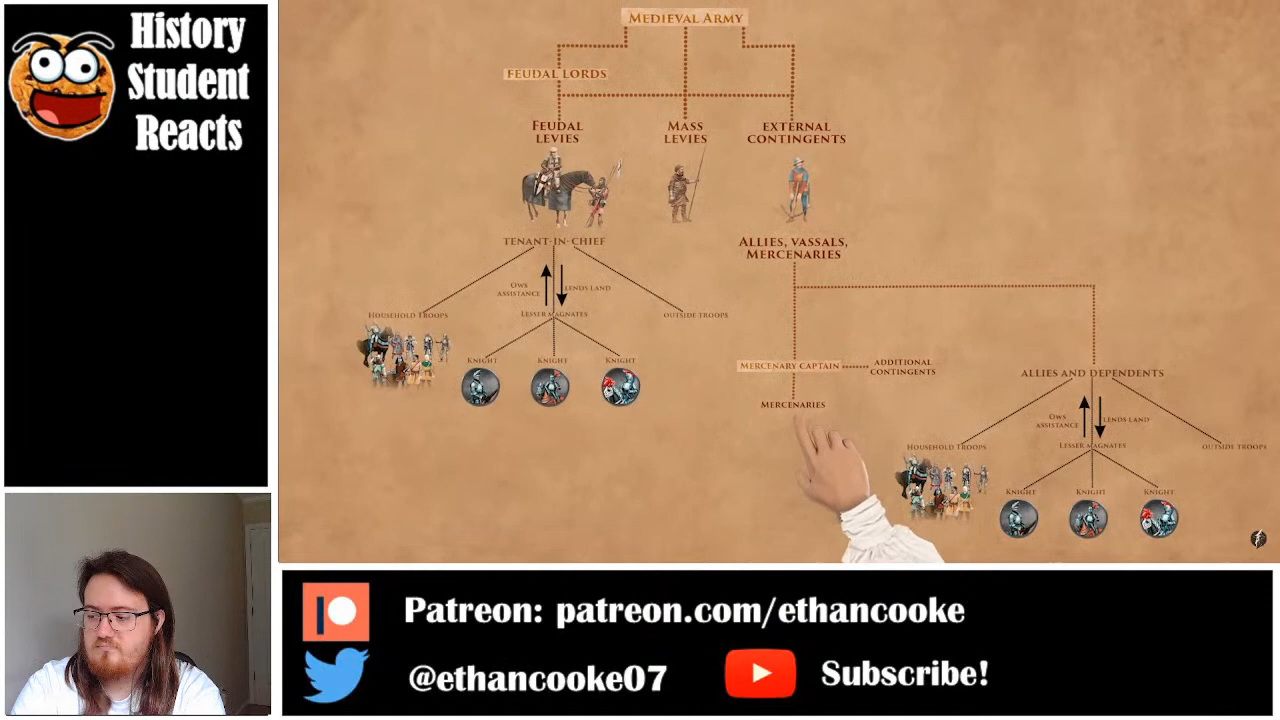 History
Student
Reacts
MEDIEVAL ARMY
FEUDAL LORDS
FEUDAL
LEVIES
MASS
LEVIES
EXTERNAL
CONTINGENTS
TENANT-IN-CHIEF
OWS
ASSISTANCE
LENDS LAND
HOUSEHOLD TROOPS
LESSER MAGNATES
OUTSIDE TROOPS
KNIGHT
KNIGHT
KNIGHT
ALLIES, VASSALS,
MERCENARIES
MERCENARY CAPTAIN
ADDITIONAL
CONTINGENTS
MERCENARIES
ALLIES AND DEPENDENTS
OWS
ASSISTANCE
LENDS LAND
HOUSEHOLD TROOPS
LESSER MAGNATES
OUTSIDE TROOPS
KNIGHT
KNIGHT
KNIGHT
Patreon: patreon.com/ethancooke
@ethancooke07
Subscribe!